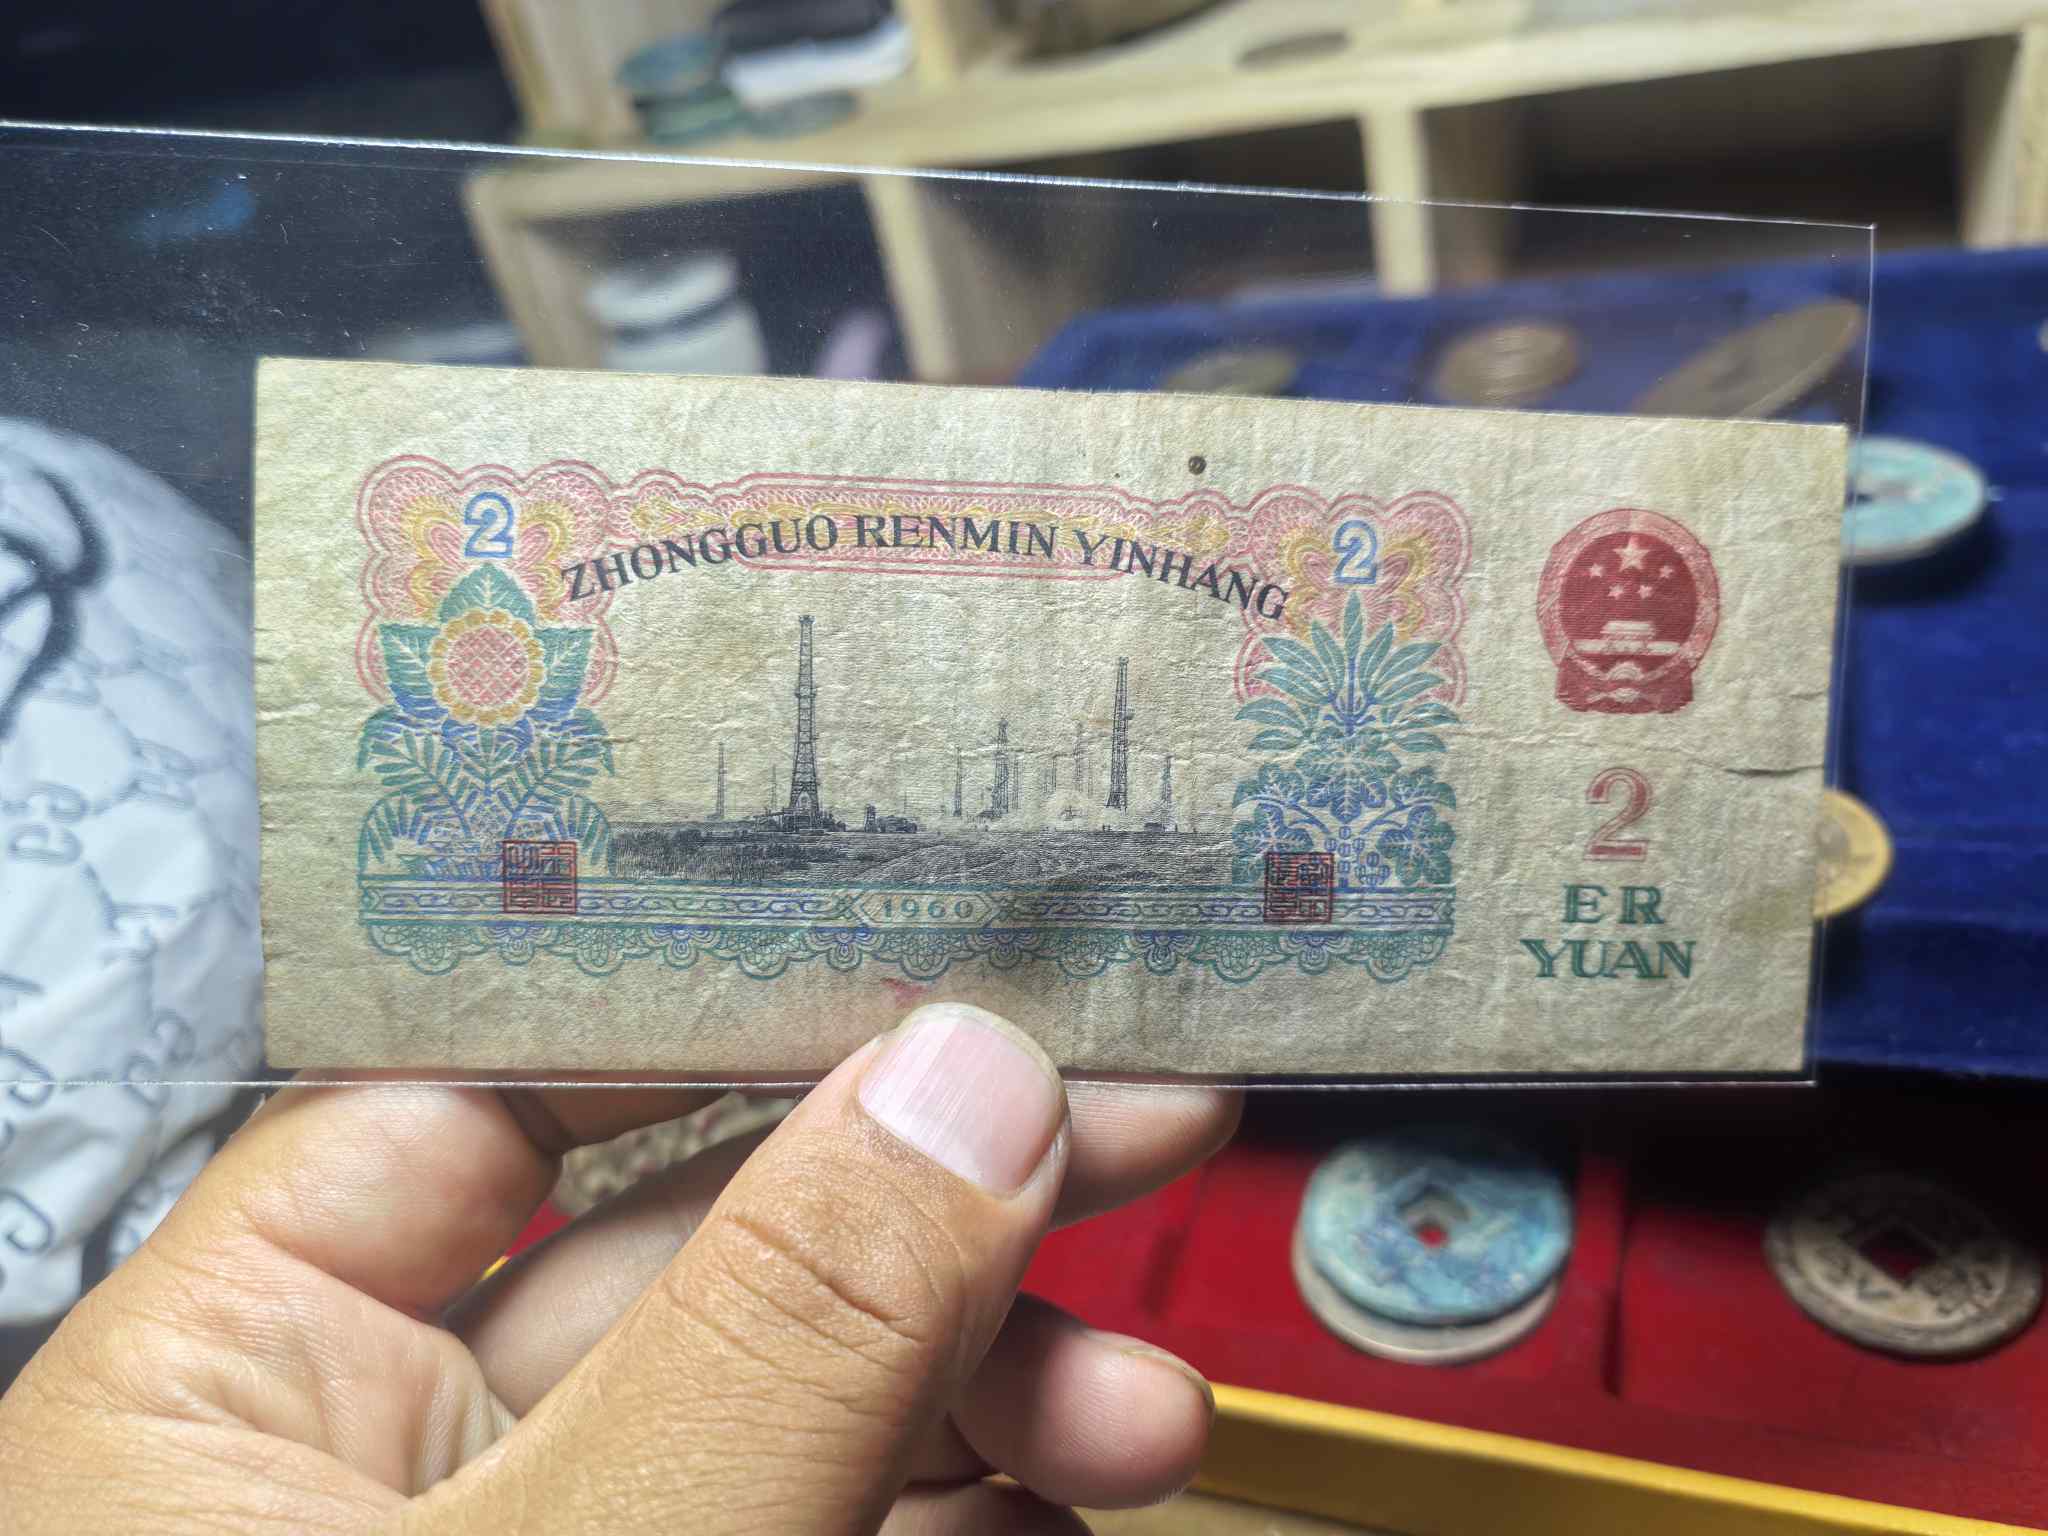 2
2
ZHONGGUO RENMIN YINHANG
1960
2
ER
YUAN